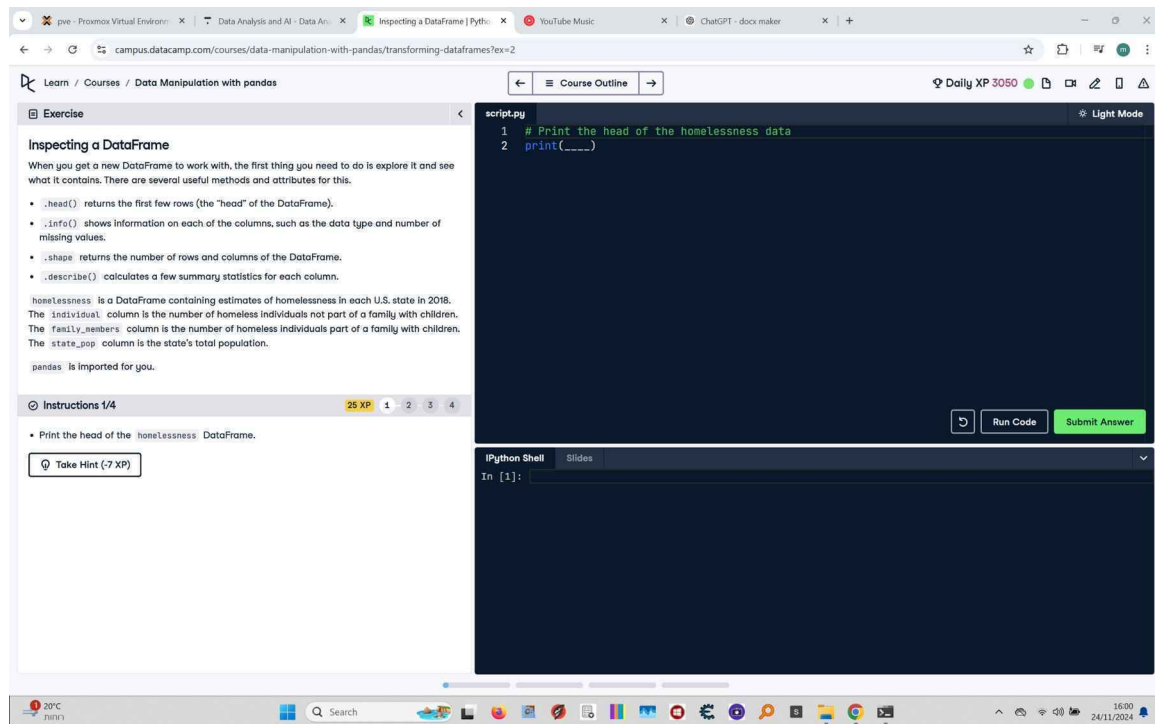 pve - Proxmox Virtual Environm
Data Analysis and AI - Data An
Inspecting a DataFrame | Pytho
YouTube Music
ChatGPT - docx maker
campus.datacamp.com/courses/data-manipulation-with-pandas/transforming-dataframes?ex=2
Learn / Courses / Data Manipulation with pandas
Course Outline
Daily XP 3050
Exercise
Inspecting a DataFrame
When you get a new DataFrame to work with, the first thing you need to do is explore it and see
what it contains. There are several useful methods and attributes for this.
• .head() returns the first few rows (the "head" of the DataFrame).
• .info() shows information on each of the columns, such as the data type and number of
missing values.
• .shape returns the number of rows and columns of the DataFrame.
• .describe() calculates a few summary statistics for each column.
homelessness is a DataFrame containing estimates of homelessness in each U.S. state in 2018.
The individual column is the number of homeless individuals not part of a family with children.
The family_members column is the number of homeless individuals part of a family with children.
The state_pop column is the state's total population.
pandas is imported for you.
Instructions 1/4
25 XP 1 2 3 4
• Print the head of the homelessness DataFrame.
Take Hint (-7 XP)
script.py
Light Mode
1 # Print the head of the homelessness data
2 print(____)
Run Code
Submit Answer
IPython Shell
Slides
In [1]:
1
20°C
Search
16:00
24/11/2024